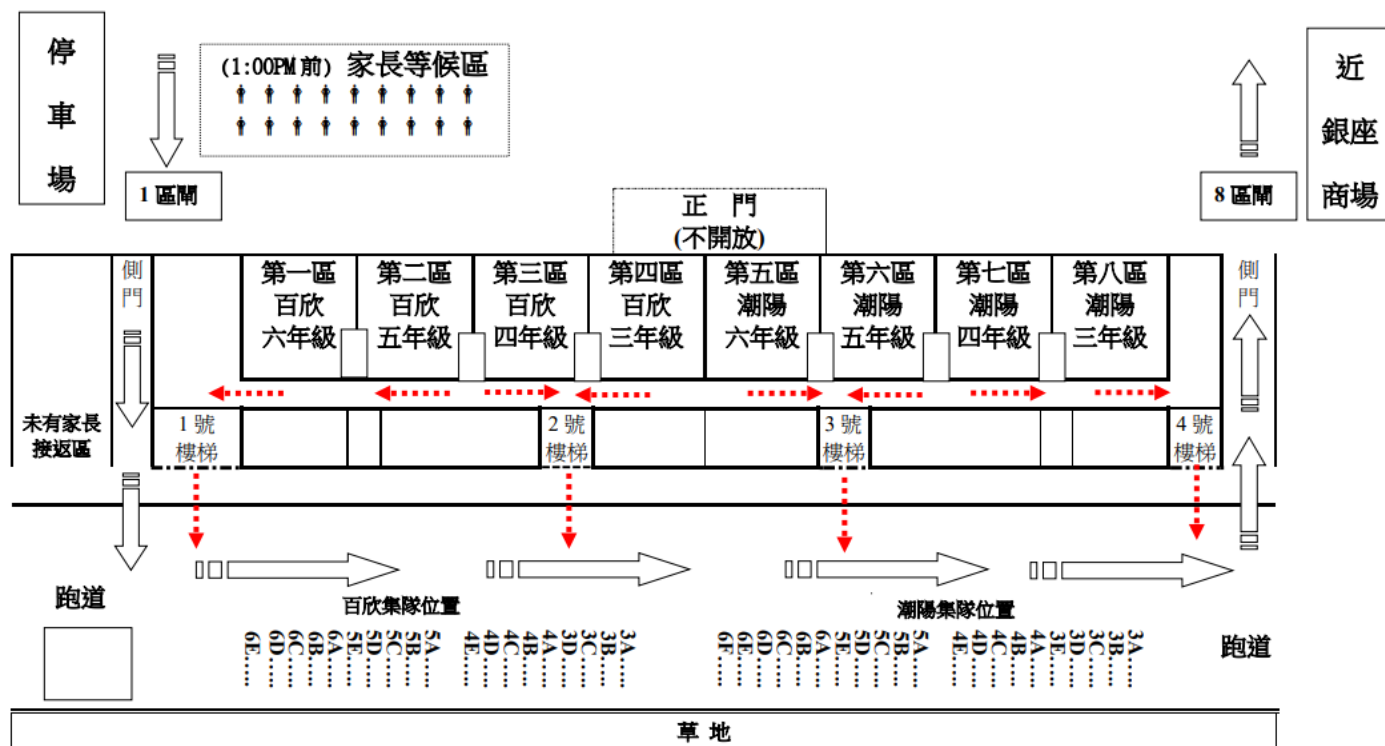 停
車
場
(1:00PM前) 家長等候區
近
銀座
商場
1 區閘
8 區閘
正 門
(不開放)
側
門
第一區
百欣
六年級
第二區
百欣
五年級
第三區
百欣
四年級
第四區
百欣
三年級
第五區
潮陽
六年級
第六區
潮陽
五年級
第七區
潮陽
四年級
第八區
潮陽
三年級
側
門
未有家長
接返區
1 號
樓梯
2 號
樓梯
3 號
樓梯
4 號
樓梯
跑道
百欣集隊位置
潮陽集隊位置
跑道
6E……
6D……
6C……
6B……
6A……
5E……
5D……
5C……
5B……
5A……
4E……
4D……
4C……
4B……
4A……
3D……
3C……
3B……
3A……
6F……
6E……
6D……
6C……
6B……
6A……
5E……
5D……
5C……
5B……
5A……
4E……
4D……
4C……
4B……
4A……
3E……
3D……
3C……
3B……
3A……
草 地